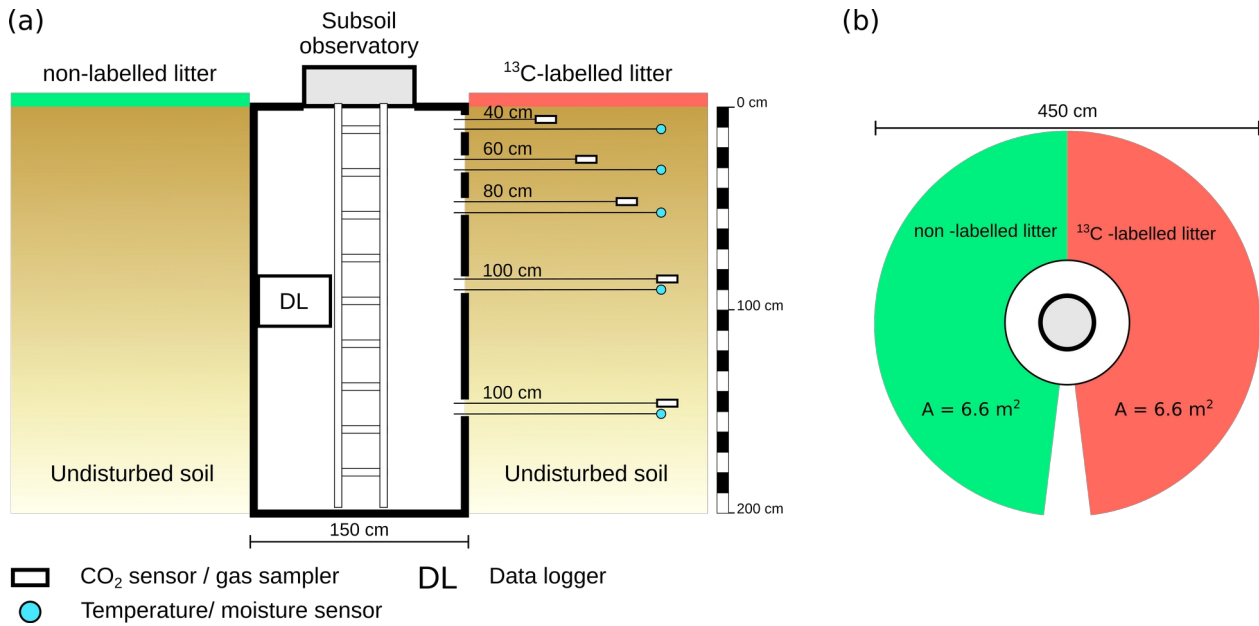 (a)
Subsoil
observatory
non-labelled litter
¹³C-labelled litter
0 cm
40 cm
60 cm
80 cm
100 cm
DL
100 cm
100 cm
Undisturbed soil
Undisturbed soil
200 cm
150 cm
CO₂ sensor / gas sampler
DL Data logger
Temperature/ moisture sensor
(b)
450 cm
non -labelled litter
¹³C -labelled litter
A = 6.6 m²
A = 6.6 m²